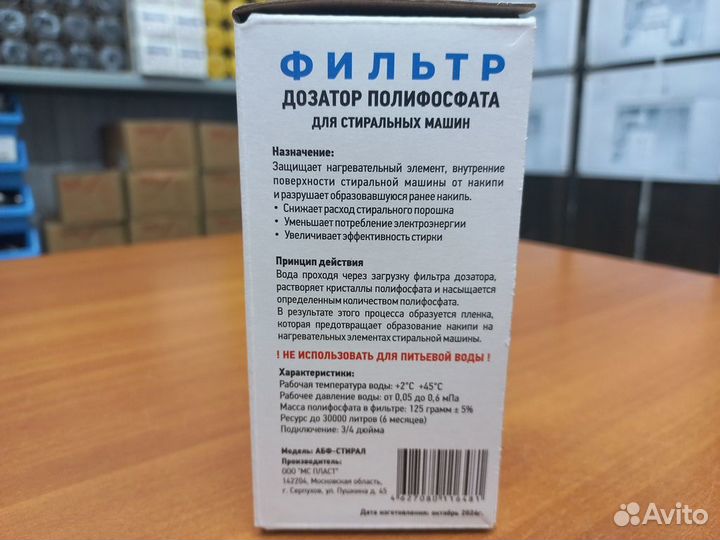 ФИЛЬТР
ДОЗАТОР ПОЛИФОСФАТА
ДЛЯ СТИРАЛЬНЫХ МАШИН
Назначение:
Защищает нагревательный элемент, внутренние
поверхности стиральной машины от накипи
и разрушает образовавшуюся ранее накипь.
• Снижает расход стирального порошка
• Уменьшает потребление электроэнергии
• Увеличивает эффективность стирки
Принцип действия
Вода проходя через загрузку фильтра дозатора,
растворяет кристаллы полифосфата и насыщается
определенным количеством полифосфата.
В результате этого процесса образуется пленка,
которая предотвращает образование накипи на
нагревательных элементах стиральной машины.
! НЕ ИСПОЛЬЗОВАТЬ ДЛЯ ПИТЬЕВОЙ ВОДЫ !
Характеристики:
Рабочая температура воды: +2°С +45°С
Рабочее давление воды: от 0,05 до 0,6 мПа
Масса полифосфата в фильтре: 125 грамм ± 5%
Ресурс до 30000 литров (6 месяцев)
Подключение: 3/4 дюйма
Модель: АБФ-СТИРАЛ
Производитель:
ООО "МС ПЛАСТ"
142204, Московская область,
г. Серпухов, ул. Пушкина д. 45
4627080116481
Дата изготовления: октябрь 2024г.
Avito